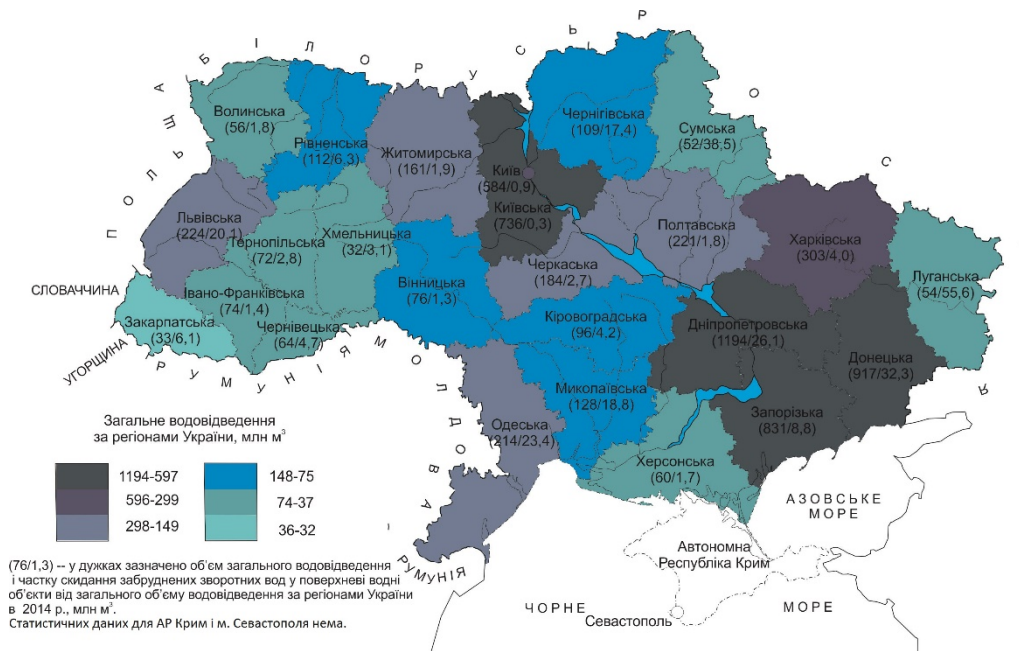 ПОЛЬЩА
БІЛОРУСЬ
РОСІЯ
Волинська
(56/1,8)
Рівненська
(112/6,3)
Житомирська
(161/1,9)
Київ
(584/0,9)
Київська
(736/0,3)
Чернігівська
(109/17,4)
Сумська
(52/38,5)
Львівська
(224/20,1)
Тернопільська
(72/2,8)
Хмельницька
(32/3,1)
Вінницька
(76/1,3)
Черкаська
(184/2,7)
Полтавська
(221/1,8)
Харківська
(303/4,0)
Луганська
(54/55,6)
СЛОВАЧЧИНА
Івано-Франківська
(74/1,4)
Закарпатська
(33/6,1)
Чернівецька
(64/4,7)
УГОРЩИНА
РУМУНІЯ
МОЛДОВА
Кіровоградська
(96/4,2)
Дніпропетровська
(1194/26,1)
Донецька
(917/32,3)
Миколаївська
(128/18,8)
Запорізька
(831/8,8)
Одеська
(214/23,4)
Херсонська
(60/1,7)
АЗОВСЬКЕ
МОРЕ
Автономна
Республіка Крим
РУМУНІЯ
ЧОРНЕ МОРЕ
Севастополь
Загальне водовідведення
за регіонами України, млн м³
1194-597
596-299
298-149
148-75
74-37
36-32
(76/1,3) -- у дужках зазначено об'єм загального водовідведення
і частку скидання забруднених зворотних вод у поверхневі водні
об'єкти від загального об'єму водовідведення за регіонами України
в 2014 р., млн м³.
Статистичних даних для АР Крим і м. Севастополя нема.